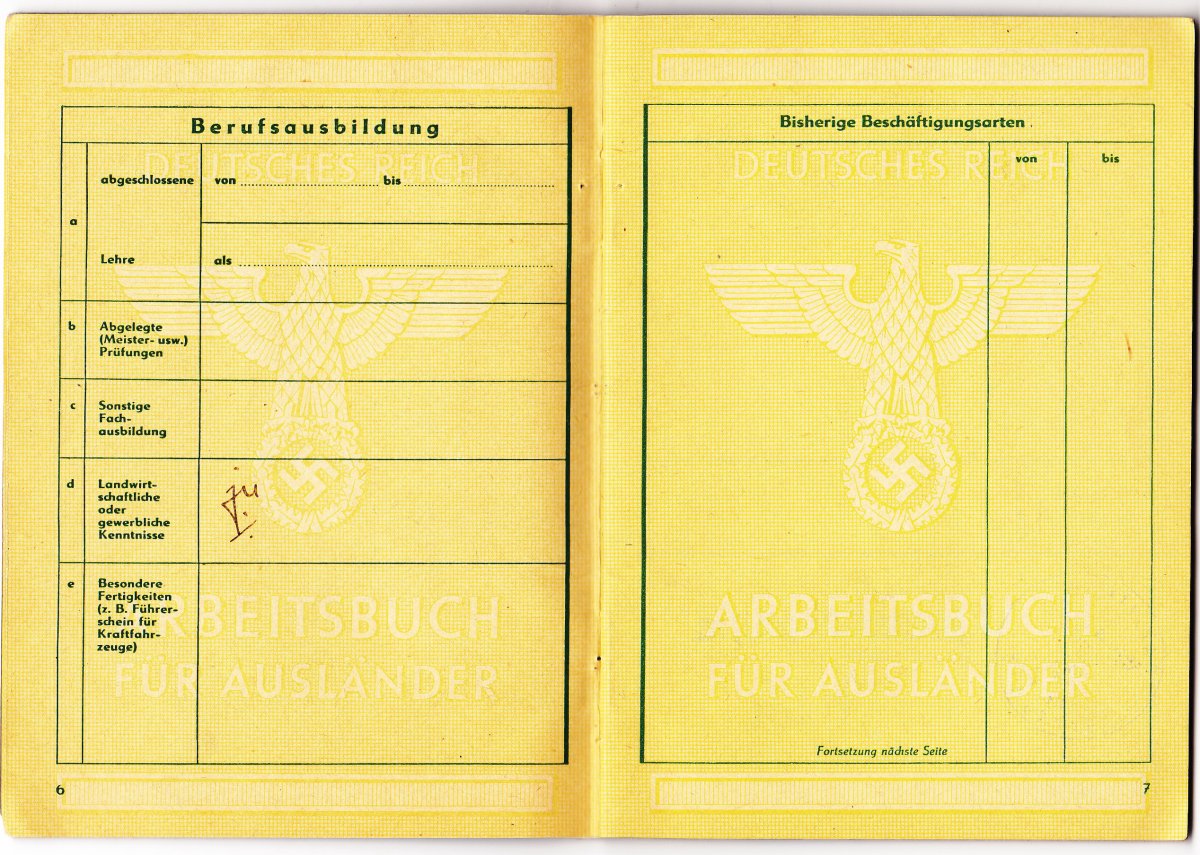 Berufsausbildung
DEUTSCHES REICH
a
abgeschlossene
von
bis
Lehre
als
b
Abgelegte
(Meister- usw.)
Prüfungen
c
Sonstige
Fach-
ausbildung
d
Landwirt-
schaftliche
oder
gewerbliche
Kenntnisse
e
Besondere
Fertigkeiten
(z. B. Führer-
schein für
Kraftfahr-
zeuge)
ARBEITSBUCH
FÜR AUSLÄNDER
6
Bisherige Beschäftigungsarten
DEUTSCHES REICH
von
bis
ARBEITSBUCH
FÜR AUSLÄNDER
Fortsetzung nächste Seite
7